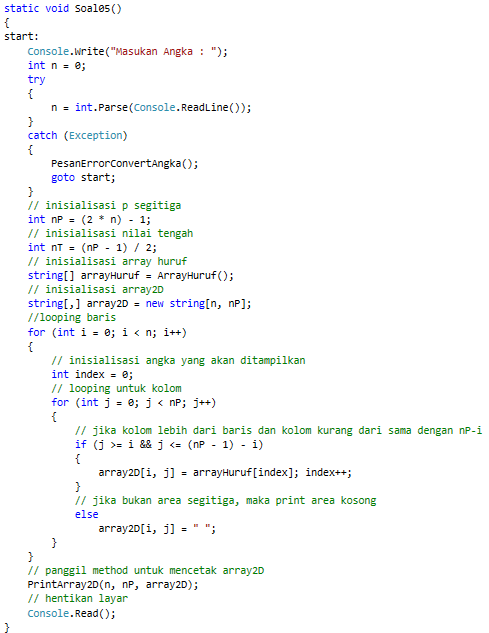 static void Soal05()
{
start:
    Console.Write("Masukan Angka : ");
    int n = 0;
    try
    {
        n = int.Parse(Console.ReadLine());
    }
    catch (Exception)
    {
        PesanErrorConvertAngka();
        goto start;
    }
    // inisialisasi p segitiga
    int nP = (2 * n) - 1;
    // inisialisasi nilai tengah
    int nT = (nP - 1) / 2;
    // inisialisasi array huruf
    string[] arrayHuruf = ArrayHuruf();
    // inisialisasi array2D
    string[,] array2D = new string[n, nP];
    //looping baris
    for (int i = 0; i < n; i++)
    {
        // inisialisasi angka yang akan ditampilkan
        int index = 0;
        // looping untuk kolom
        for (int j = 0; j < nP; j++)
        {
            // jika kolom lebih dari baris dan kolom kurang dari sama dengan nP-i
            if (j >= i && j <= (nP - 1) - i)
            {
                array2D[i, j] = arrayHuruf[index]; index++;
            }
            // jika bukan area segitiga, maka print area kosong
            else
                array2D[i, j] = " ";
        }
    }
    // panggil method untuk mencetak array2D
    PrintArray2D(n, nP, array2D);
    // hentikan layar
    Console.Read();
}